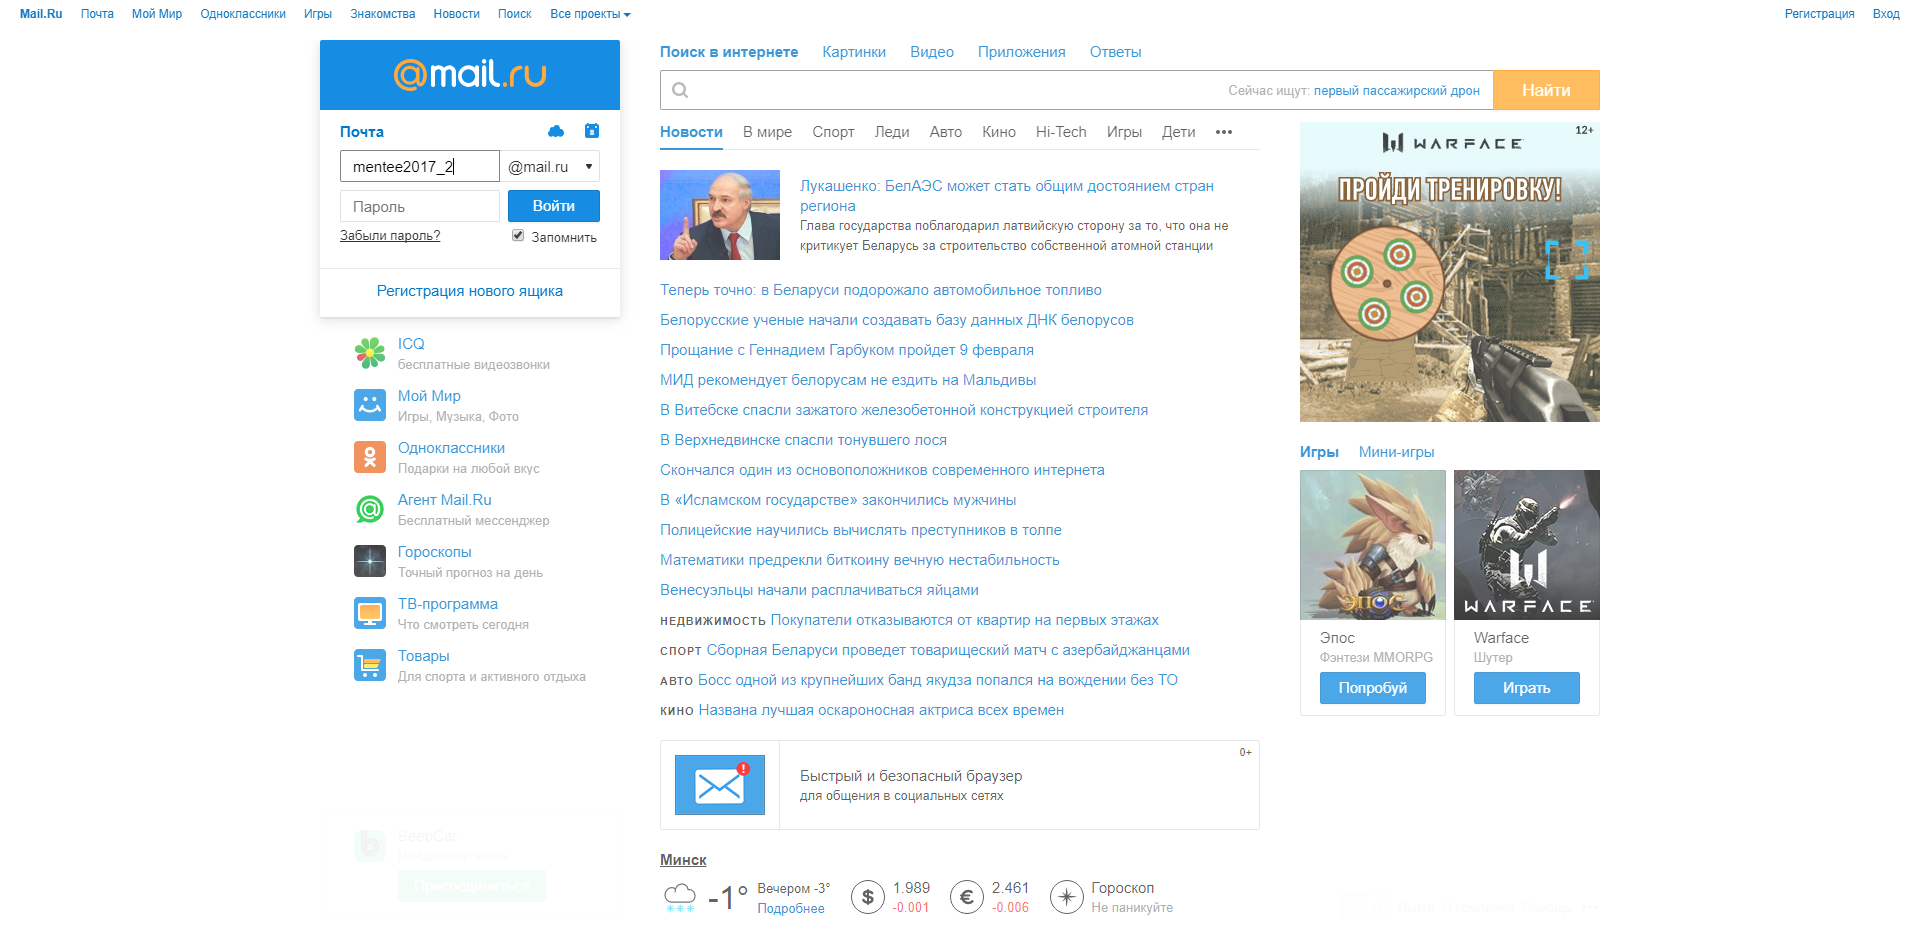 Mail.Ru Почта Мой Мир Одноклассники Игры Знакомства Новости Поиск Все проекты
Регистрация Вход
@mail.ru
Почта
mentee2017_2 @mail.ru
Пароль Войти
Забыли пароль? Запомнить
Регистрация нового ящика
ICQ
бесплатные видеозвонки
Мой Мир
Игры, Музыка, Фото
Одноклассники
Подарки на любой вкус
Агент Mail.Ru
Бесплатный мессенджер
Гороскопы
Точный прогноз на день
ТВ-программа
Что смотреть сегодня
Товары
Для спорта и активного отдыха
BeepCar
Присоединиться
Поиск в интернете Картинки Видео Приложения Ответы
Сейчас ищут: первый пассажирский дрон Найти
Новости В мире Спорт Леди Авто Кино Hi-Tech Игры Дети •••
Лукашенко: БелАЭС может стать общим достоянием стран
региона
Глава государства поблагодарил латвийскую сторону за то, что она не
критикует Беларусь за строительство собственной атомной станции
Теперь точно: в Беларуси подорожало автомобильное топливо
Белорусские ученые начали создавать базу данных ДНК белорусов
Прощание с Геннадием Гарбуком пройдет 9 февраля
МИД рекомендует белорусам не ездить на Мальдивы
В Витебске спасли зажатого железобетонной конструкцией строителя
В Верхнедвинске спасли тонувшего лося
Скончался один из основоположников современного интернета
В «Исламском государстве» закончились мужчины
Полицейские научились вычислять преступников в толпе
Математики предрекли биткоину вечную нестабильность
Венесуэльцы начали расплачиваться яйцами
НЕДВИЖИМОСТЬ Покупатели отказываются от квартир на первых этажах
СПОРТ Сборная Беларуси проведет товарищеский матч с азербайджанцами
АВТО Босс одной из крупнейших банд якудза попался на вождении без ТО
КИНО Названа лучшая оскароносная актриса всех времен
0+
Быстрый и безопасный браузер
для общения в социальных сетях
Минск
-1° Вечером -3°
Подробнее
$ 1.989
-0.001
€ 2.461
-0.006
Гороскоп
Не паникуйте
WARFACE 12+
ПРОЙДИ ТРЕНИРОВКУ!
Игры Мини-игры
ЭПОС
WARFACE
Эпос
Фэнтези MMORPG
Попробуй
Warface
Шутер
Играть
Лента О компании Помощь •••